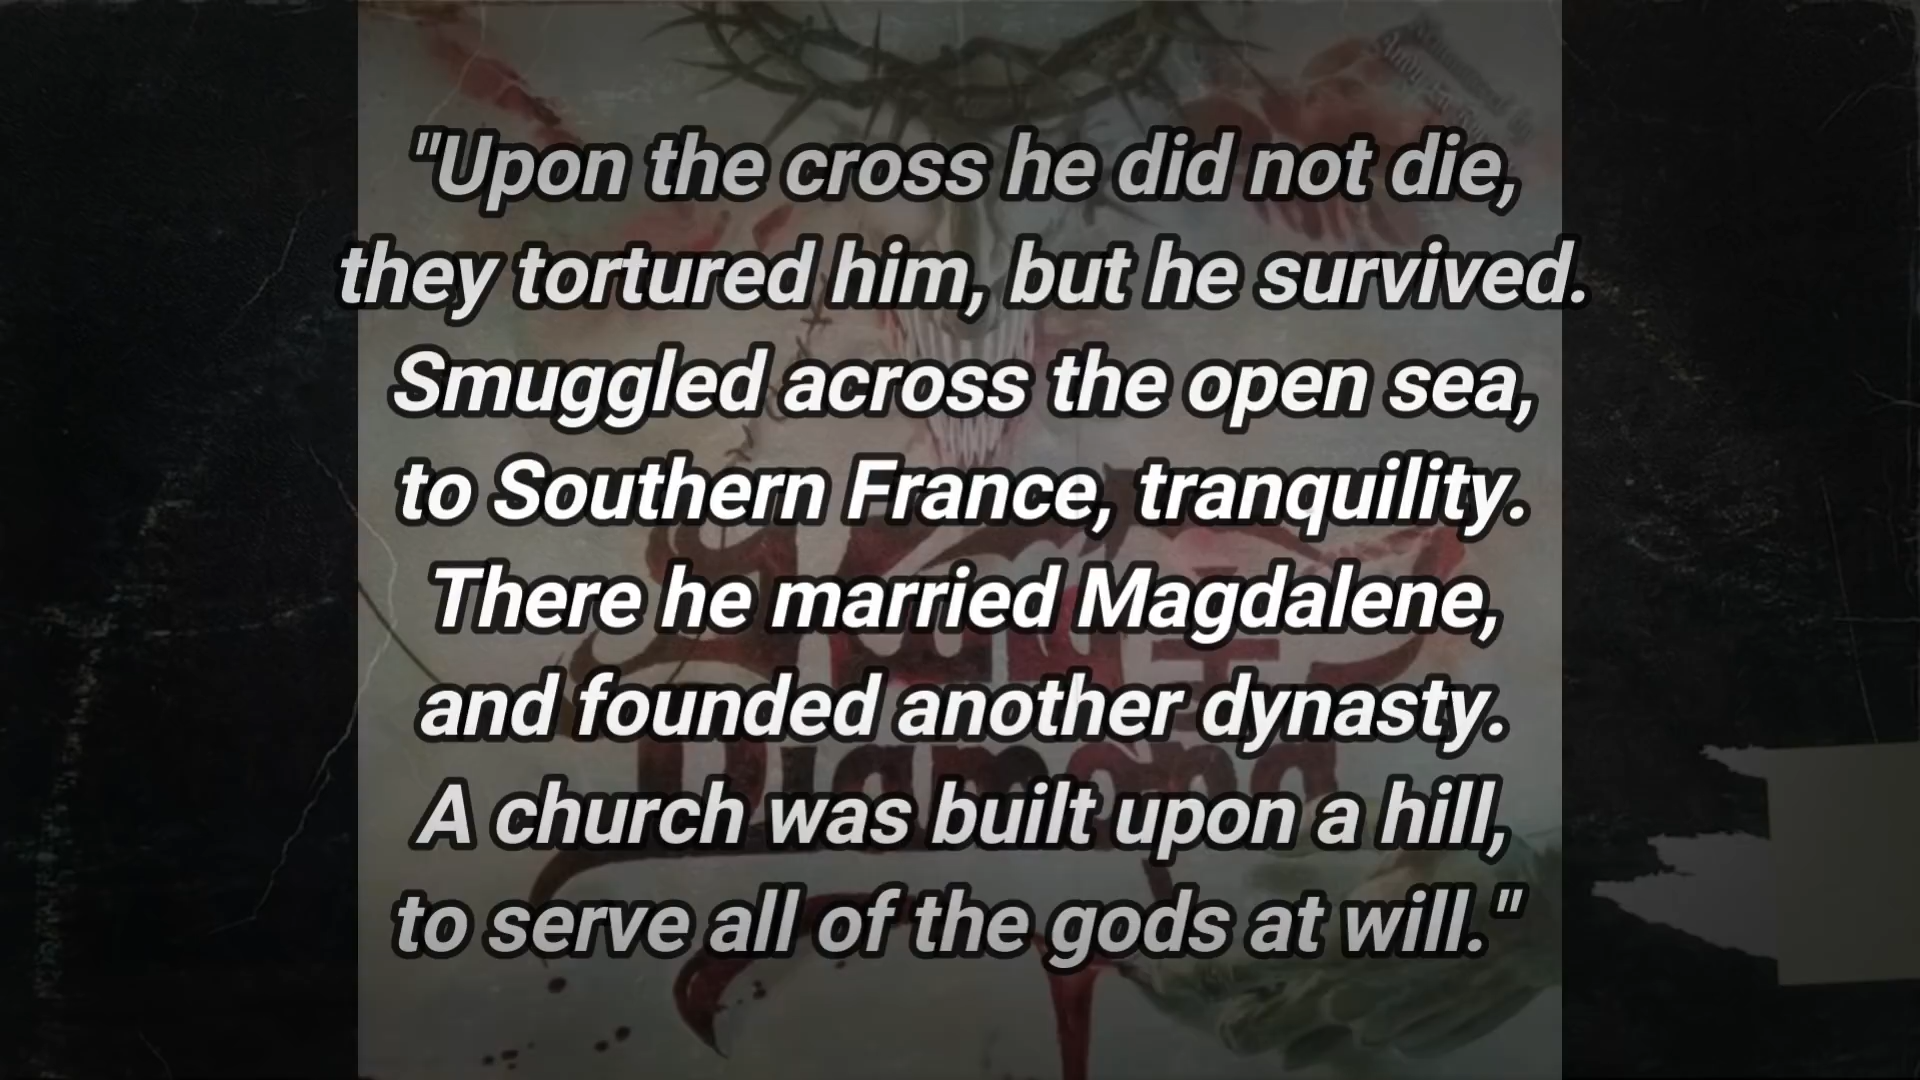 "Upon the cross he did not die,
they tortured him, but he survived.
Smuggled across the open sea,
to Southern France, tranquility.
There he married Magdalene,
and founded another dynasty.
A church was built upon a hill,
to serve all of the gods at will."
King
Diamond